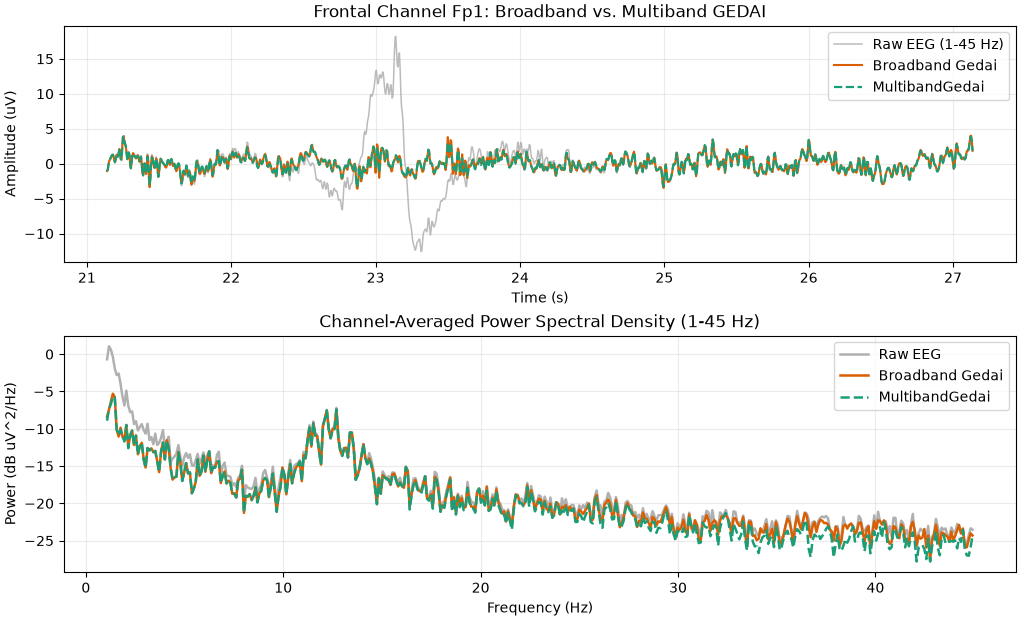 Frontal Channel Fp1: Broadband vs. Multiband GEDAI
Amplitude (uV)
15
10
5
0
−5
−10
Raw EEG (1-45 Hz)
Broadband Gedai
MultibandGedai
21 22 23 24 25 26 27
Time (s)
Channel-Averaged Power Spectral Density (1-45 Hz)
Power (dB uV^2/Hz)
0
−5
−10
−15
−20
−25
Raw EEG
Broadband Gedai
MultibandGedai
0 10 20 30 40
Frequency (Hz)